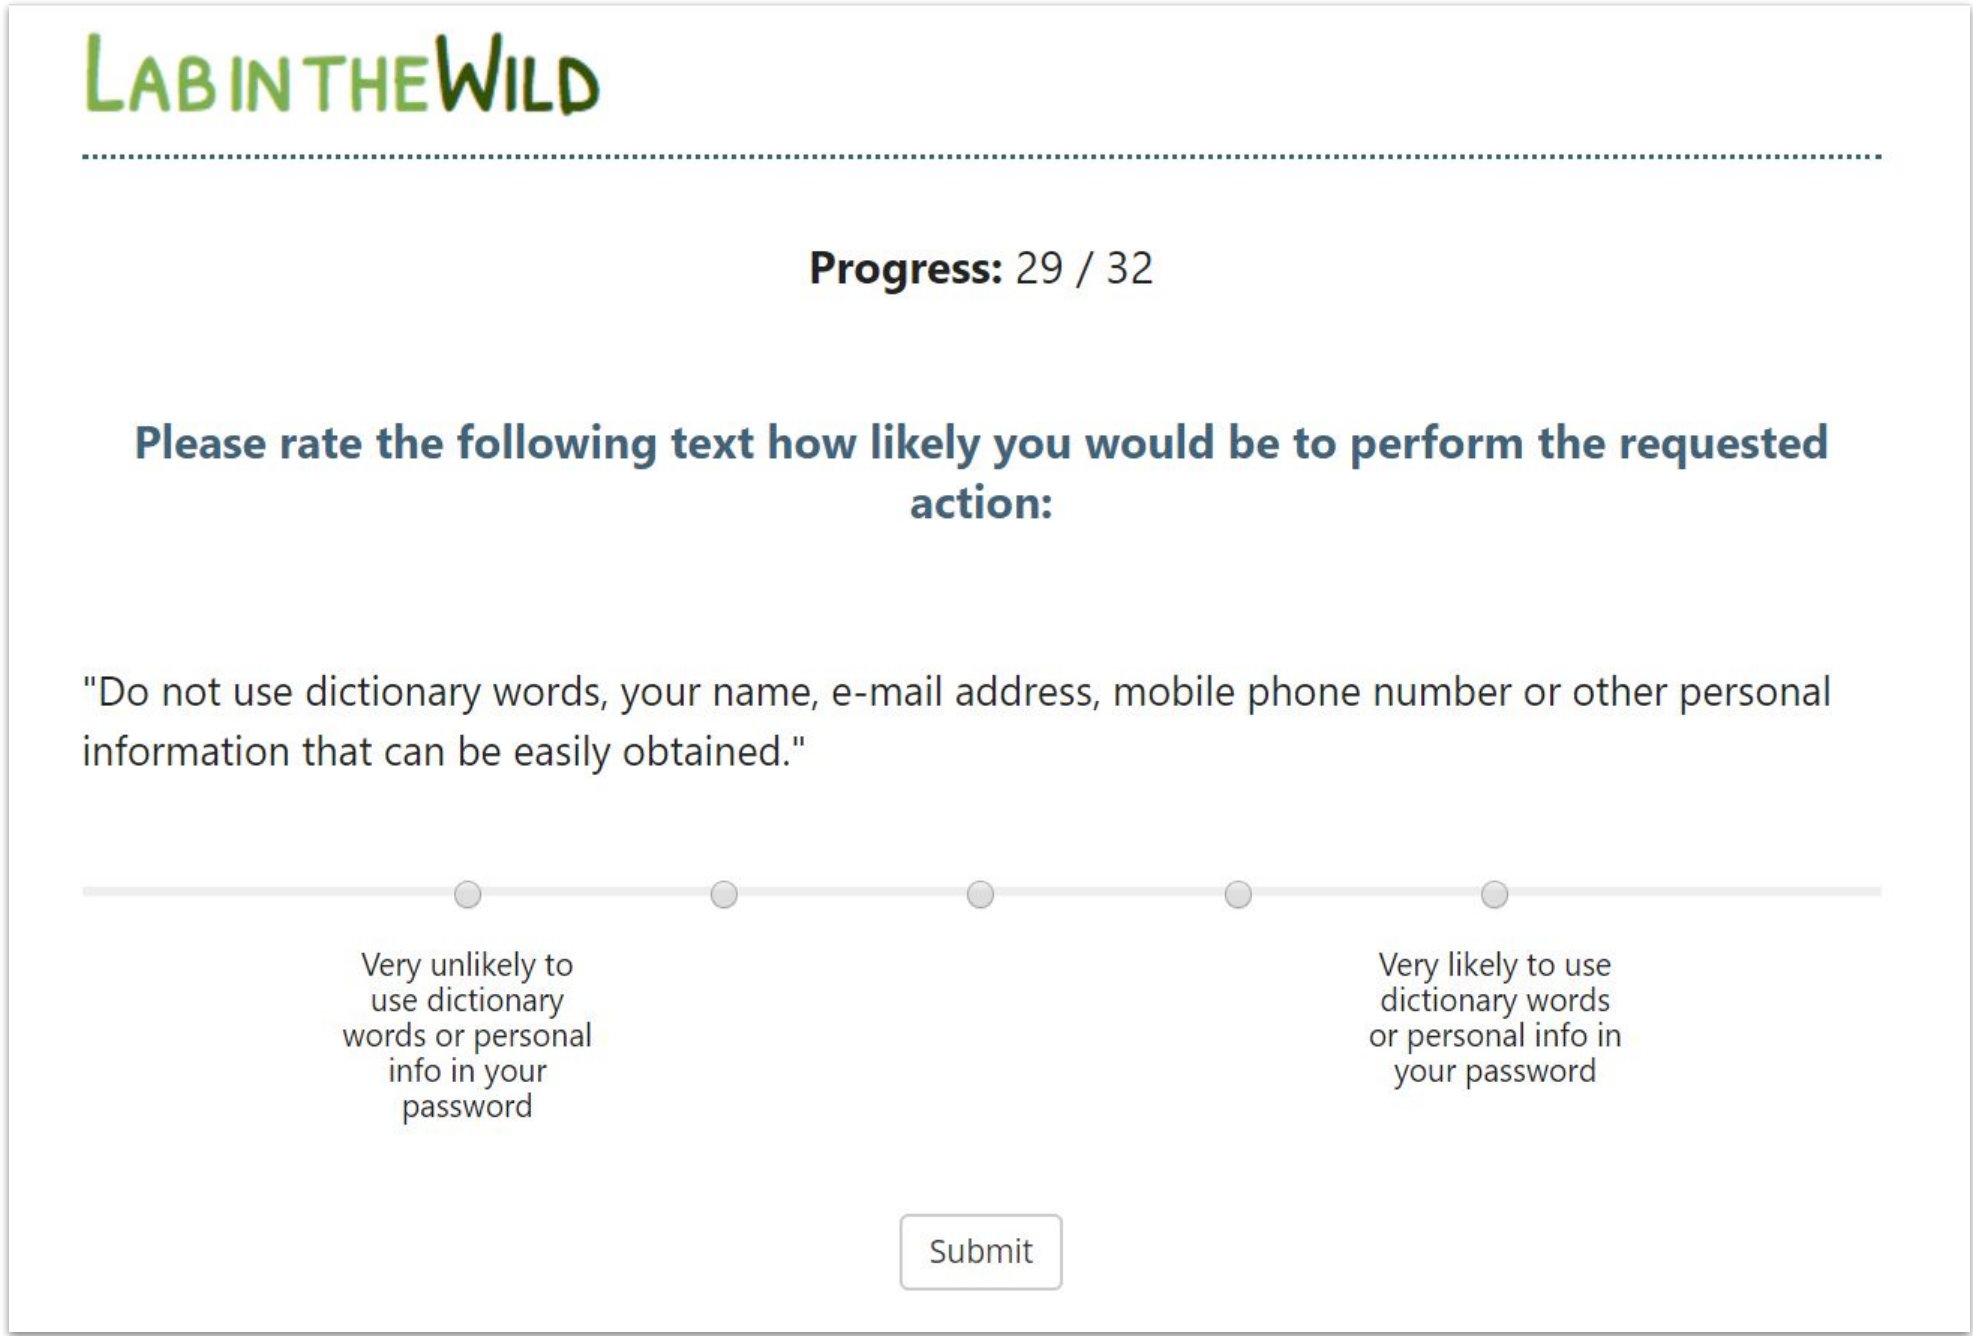 LAB IN THE WILD
Progress: 29 / 32
Please rate the following text how likely you would be to perform the requested
action:
"Do not use dictionary words, your name, e-mail address, mobile phone number or other personal
information that can be easily obtained."
Very unlikely to
use dictionary
words or personal
info in your
password
Very likely to use
dictionary words
or personal info in
your password
Submit